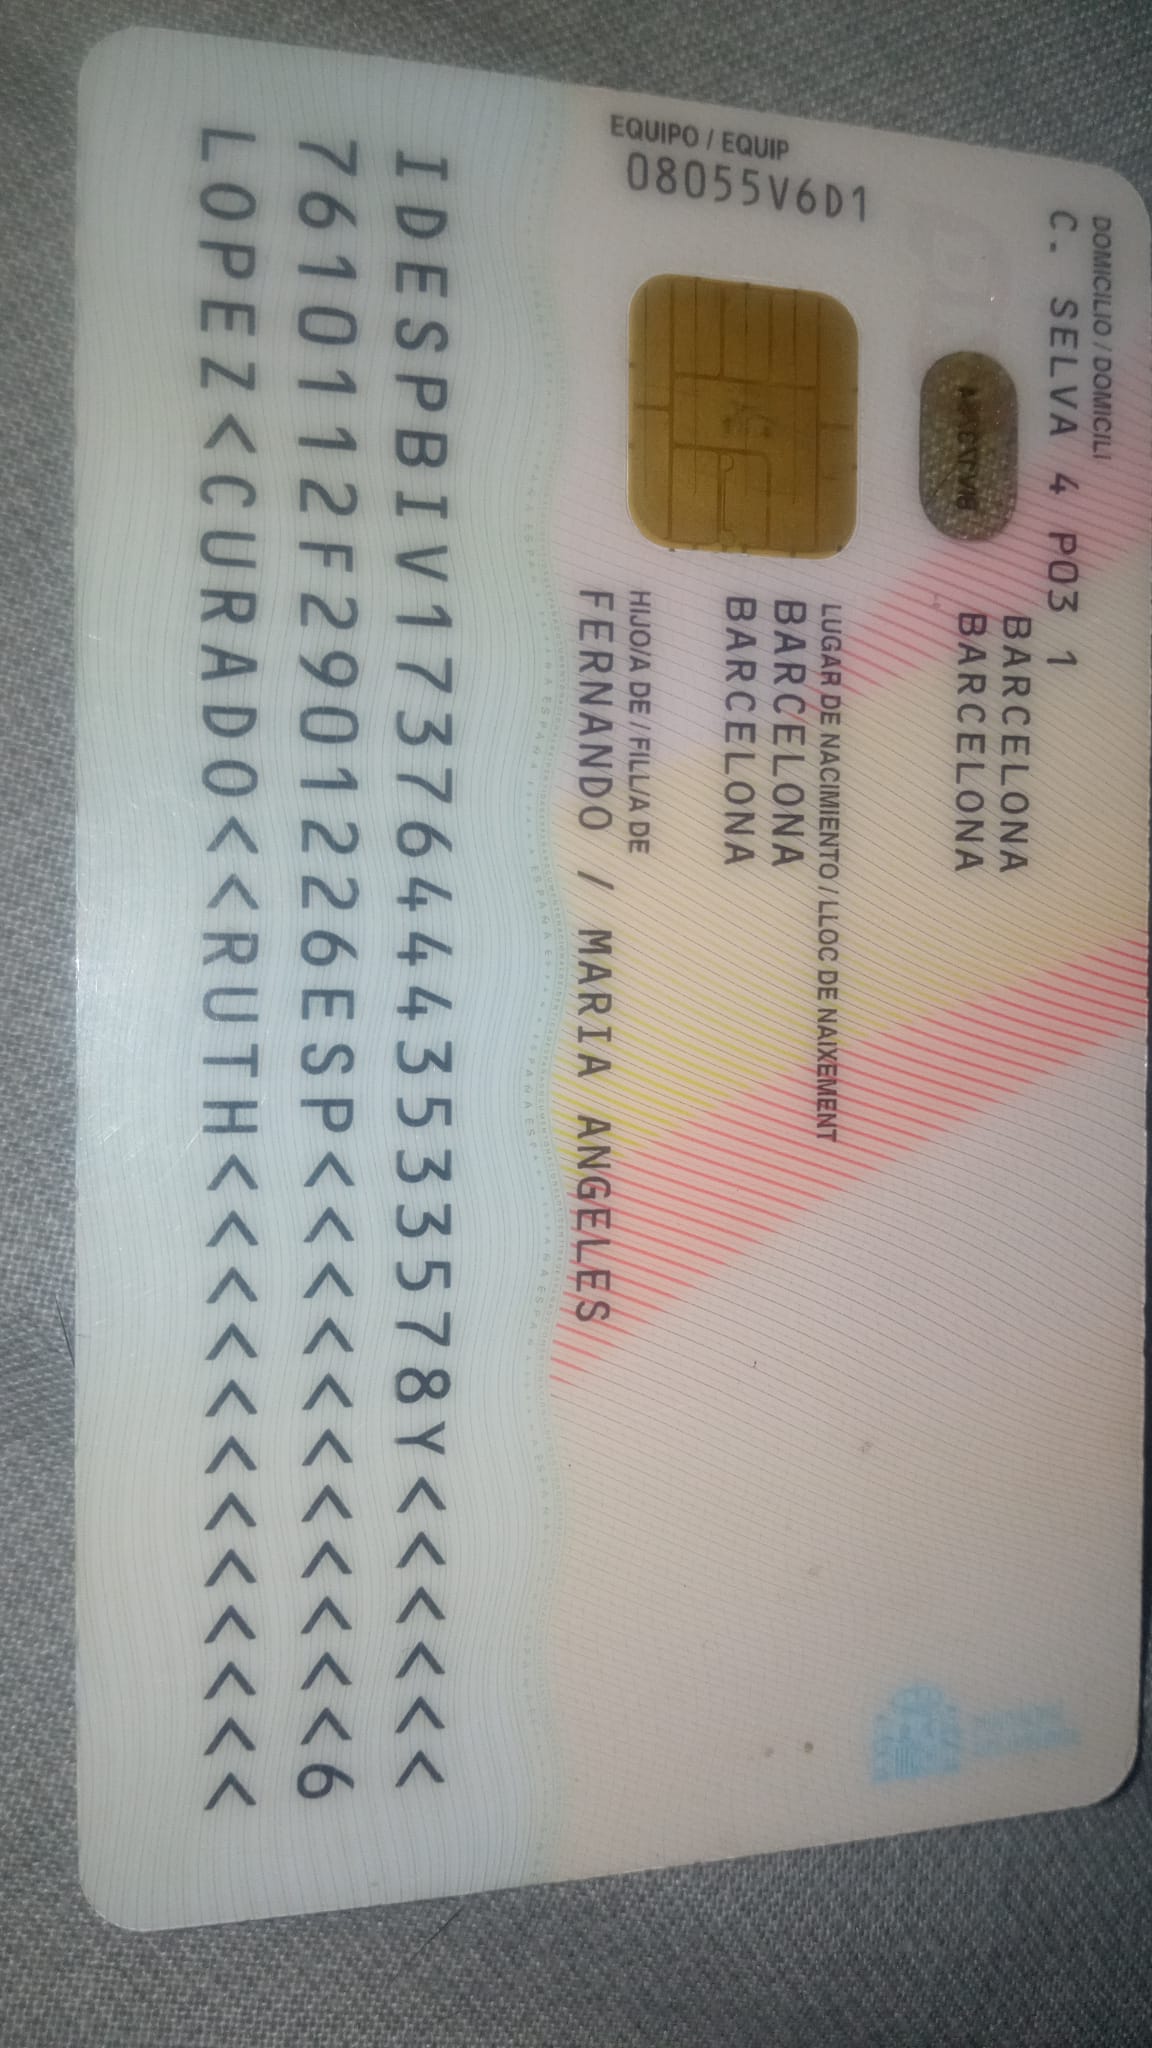 DOMICILIO / DOMICILI
C. SELVA 4 P03 1
BARCELONA
BARCELONA
LUGAR DE NACIMIENTO / LLOC DE NAIXEMENT
BARCELONA
BARCELONA
HIJO/A DE / FILL/A DE
FERNANDO / MARIA ANGELES
EQUIPO / EQUIP
08055V6D1
IDESPBIV173764443533578Y<<<<<<
7610112F2901226ESP<<<<<<<<<<<6
LOPEZ<CURADO<<RUTH<<<<<<<<<<<<